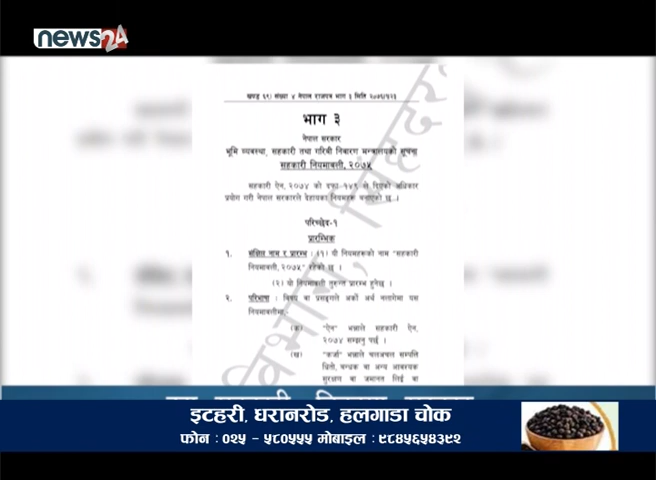 news24
खण्ड ६९) संख्या ४ नेपाल राजपत्र भाग ३ मिति २०७६/१/२३
भाग ३
नेपाल सरकार
भूमि व्यवस्था, सहकारी तथा गरिवी निवारण मन्त्रालयको सूचना
सहकारी नियमावली, २०७५
सहकारी ऐन, २०७४ को दफा १४९ ले दिएको अधिकार
प्रयोग गरी नेपाल सरकारले देहायका नियमहरू बनाएको छ ।
परिच्छेद-१
प्रारम्भिक
१. संक्षिप्त नाम र प्रारम्भ : (१) यी नियमहरूको नाम "सहकारी
नियमावली, २०७५" रहेको छ ।
(२) यो नियमावली तुरुन्त प्रारम्भ हुनेछ ।
२. परिभाषा : विषय वा प्रसङ्गले अर्को अर्थ नलागेमा यस
नियमावलीमा,-
(क) "ऐन" भन्नाले सहकारी ऐन,
२०७४ सम्झनु पर्छ ।
(ख) "कर्जा" भन्नाले चलअचल सम्पत्ति
धितो, बन्धक वा अन्य आवश्यक
सुरक्षण वा जमानत लिई वा
इटहरी, धरानरोड, हलगाडा चोक
फोन : ०२५ - ५८०५५५ मोबाइल : ९८४५६५४३९२